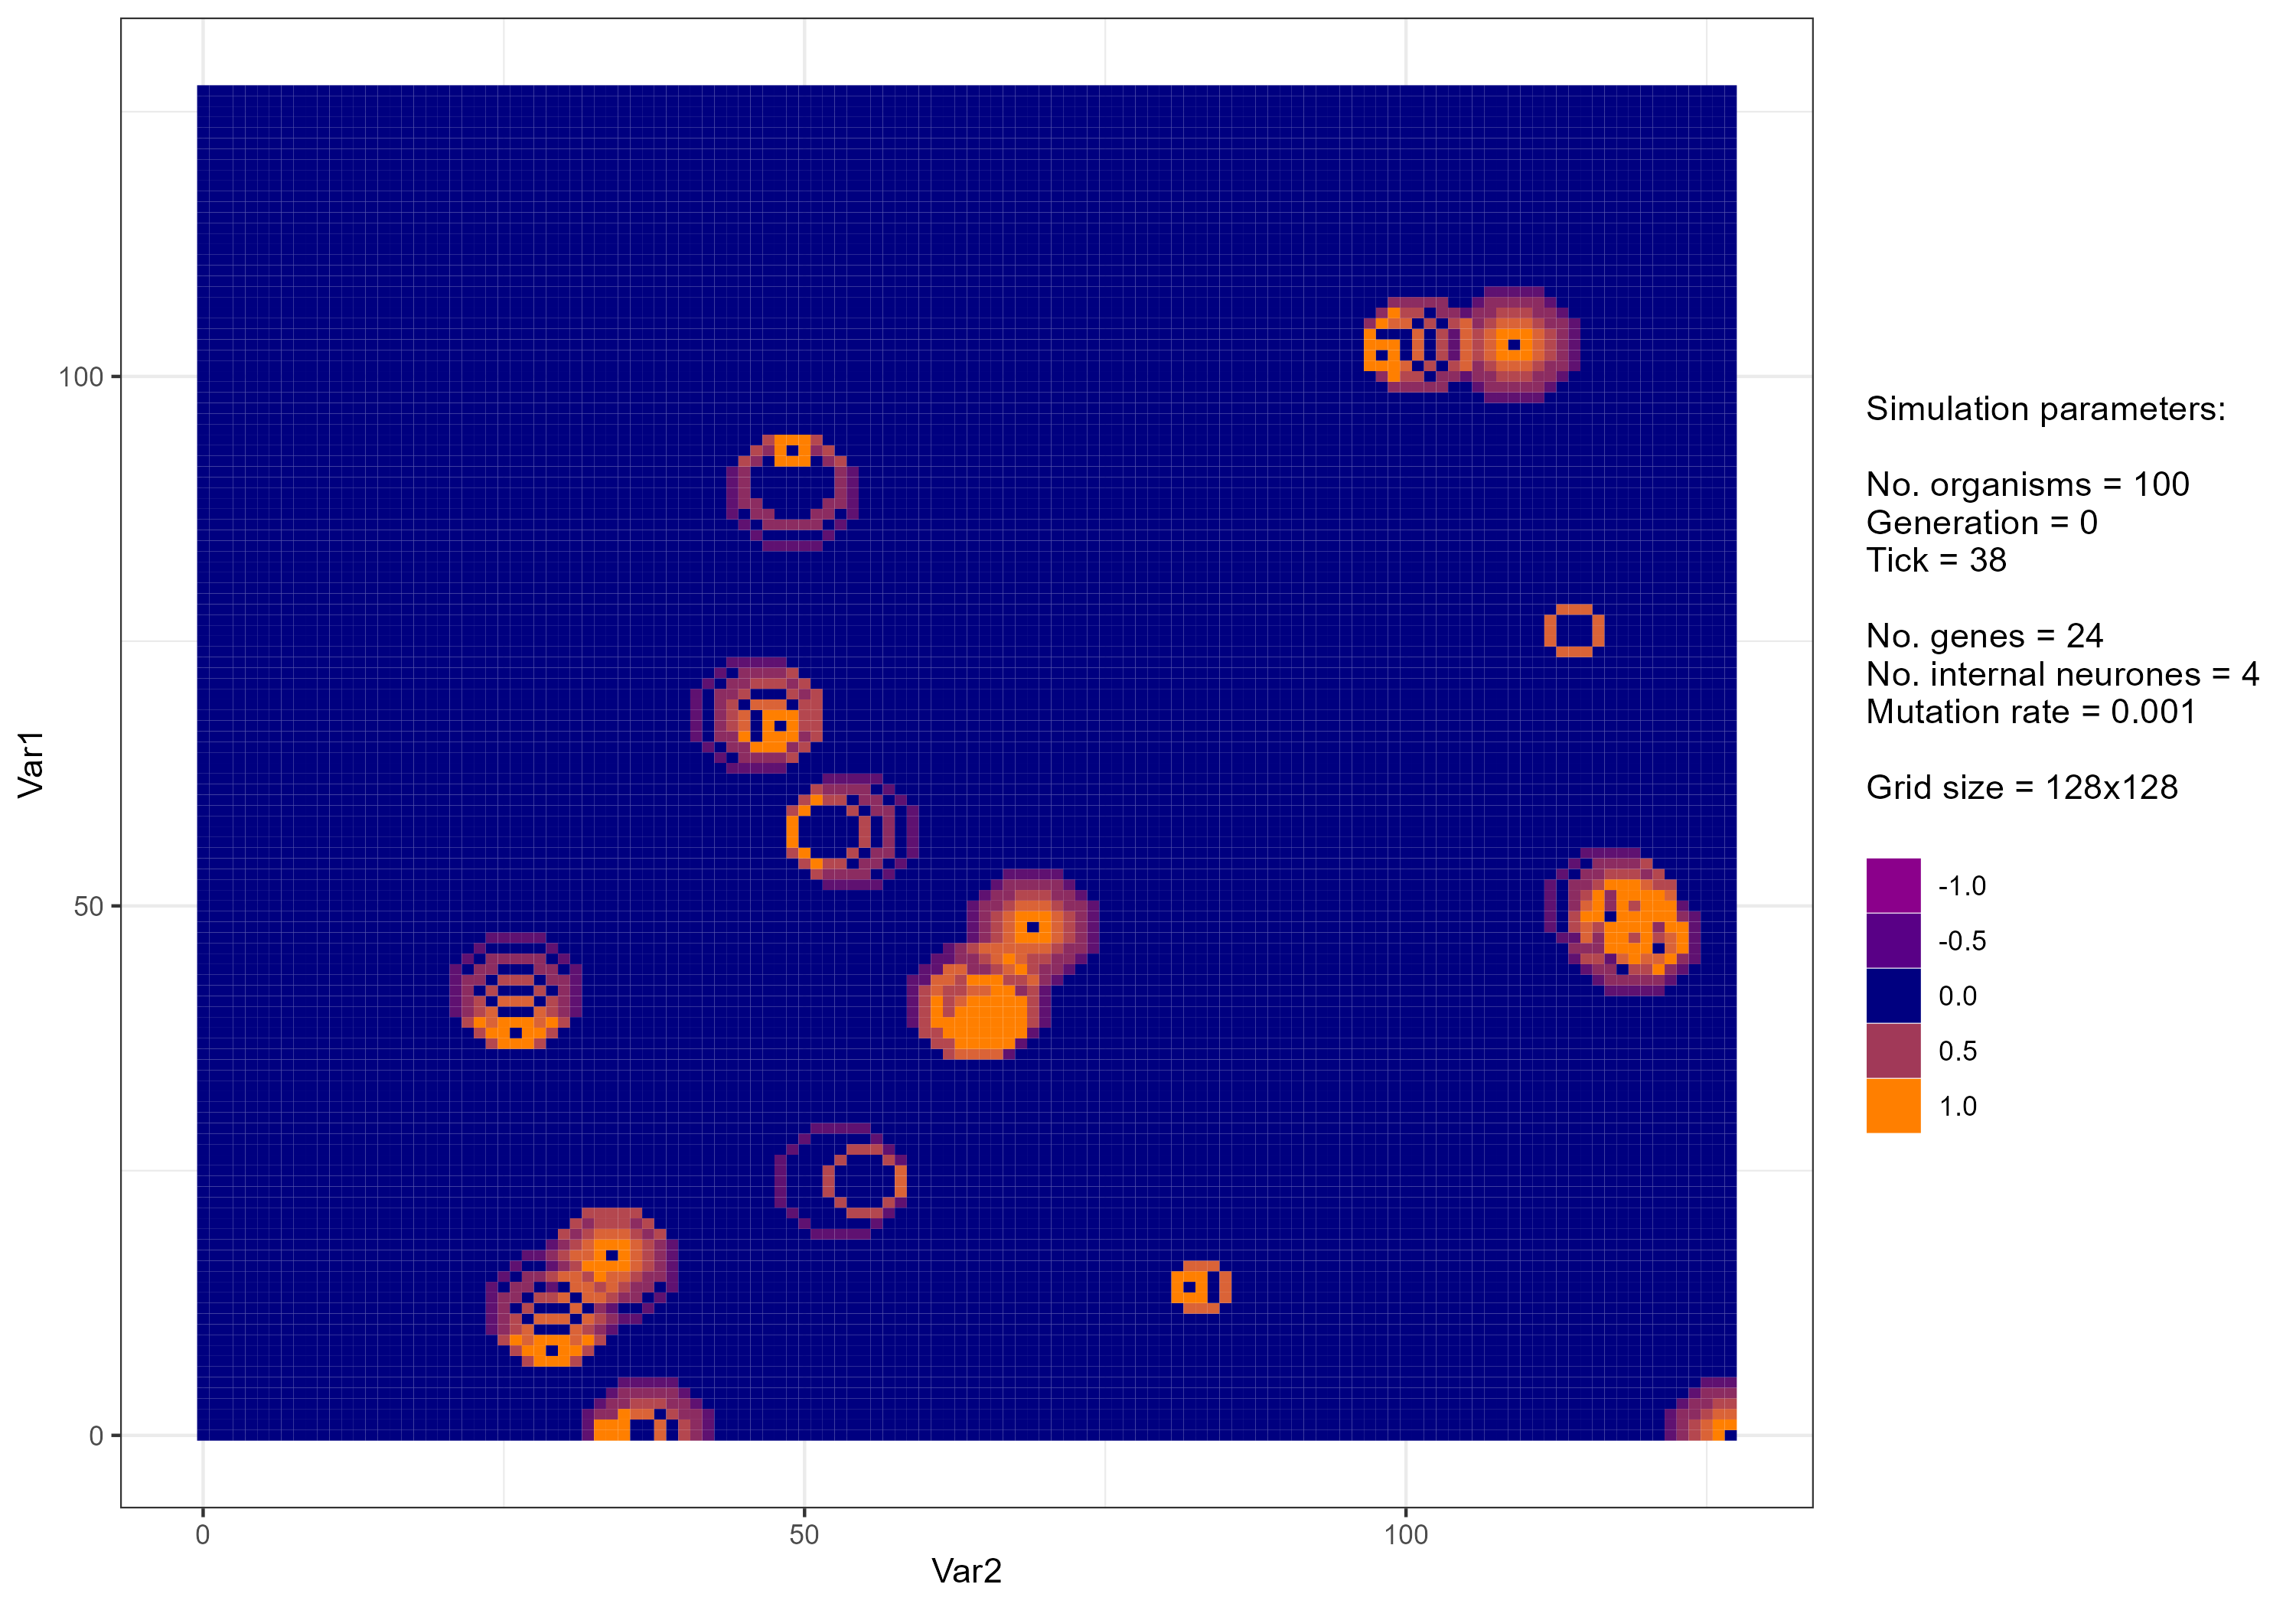 Var1
100
50
0
0
50
100
Var2
Simulation parameters:
No. organisms = 100
Generation = 0
Tick = 38
No. genes = 24
No. internal neurones = 4
Mutation rate = 0.001
Grid size = 128x128
-1.0
-0.5
0.0
0.5
1.0